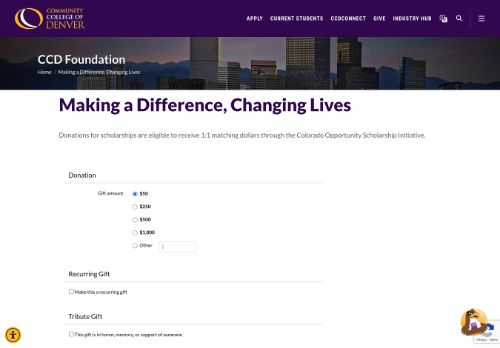 COMMUNITY
COLLEGE OF
DENVER
APPLY CURRENT STUDENTS CCDCONNECT GIVE INDUSTRY HUB
CCD Foundation
Home / Making a Difference, Changing Lives
Making a Difference, Changing Lives
Donations for scholarships are eligible to receive 1:1 matching dollars through the Colorado Opportunity Scholarship Initiative.
Donation
Gift amount:
$50
$250
$500
$1,000
Other $
Recurring Gift
Make this a recurring gift
Tribute Gift
This gift is in honor, memory, or support of someone
Privacy - Terms